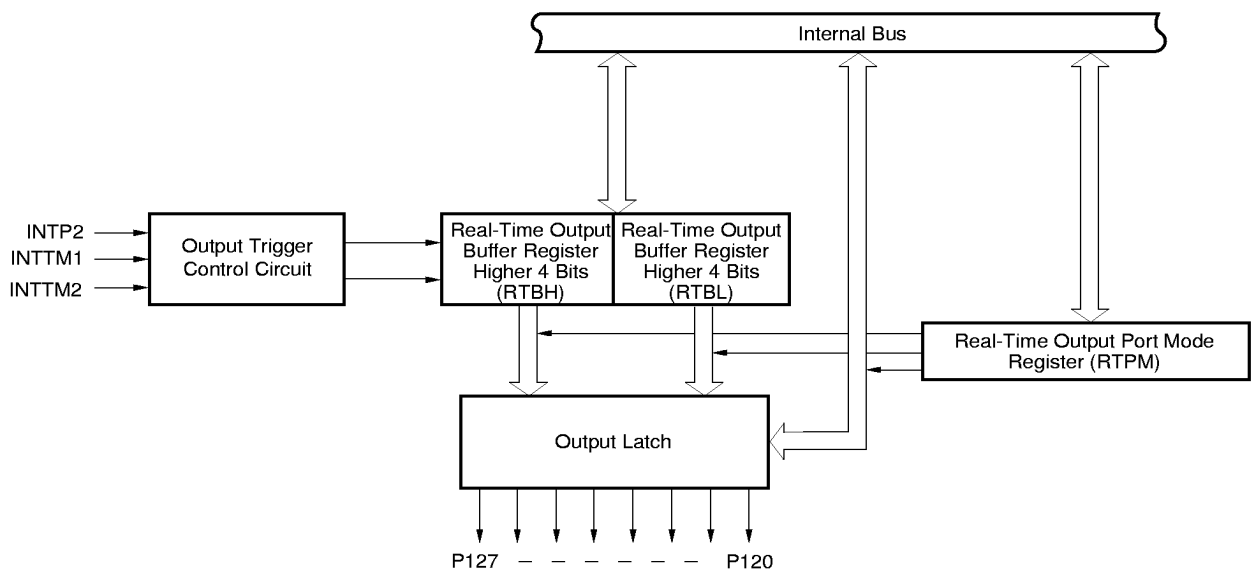 Internal Bus
INTP2
INTTM1
INTTM2
Output Trigger
Control Circuit
Real-Time Output
Buffer Register
Higher 4 Bits
(RTBH)
Real-Time Output
Buffer Register
Higher 4 Bits
(RTBL)
Real-Time Output Port Mode
Register (RTPM)
Output Latch
P127 – – – – – – P120